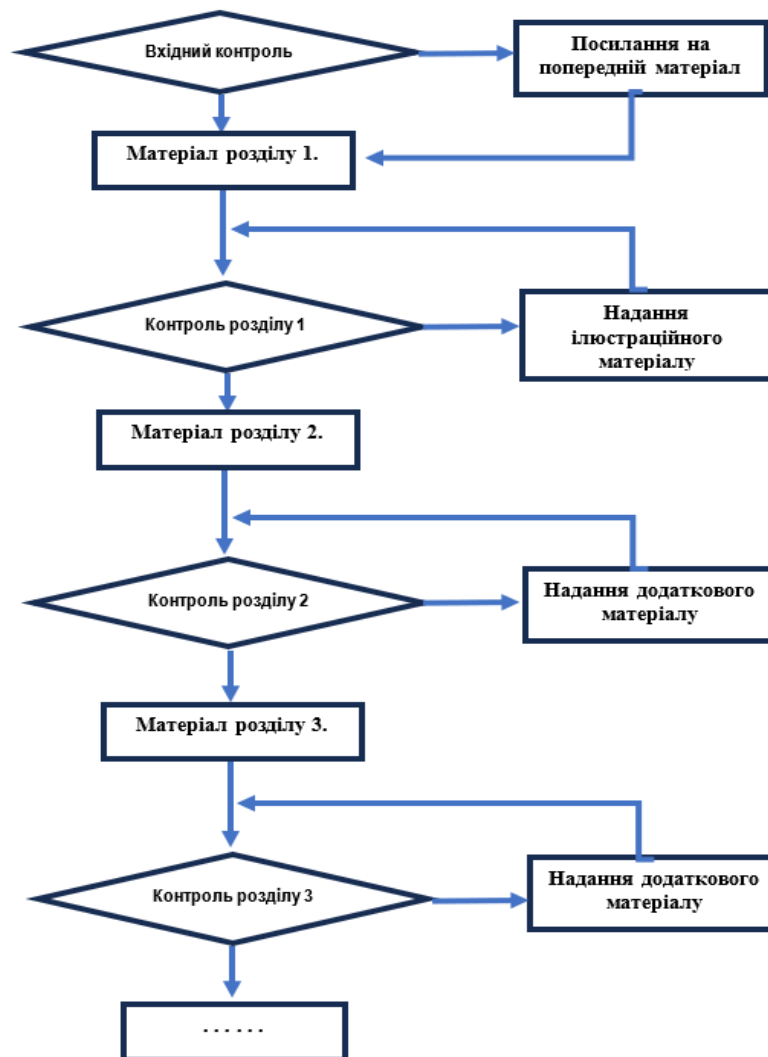 Вхідний контроль
Посилання на
попередній матеріал
Матеріал розділу 1.
Контроль розділу 1
Надання
ілюстраційного
матеріалу
Матеріал розділу 2.
Контроль розділу 2
Надання додаткового
матеріалу
Матеріал розділу 3.
Контроль розділу 3
Надання додаткового
матеріалу
......